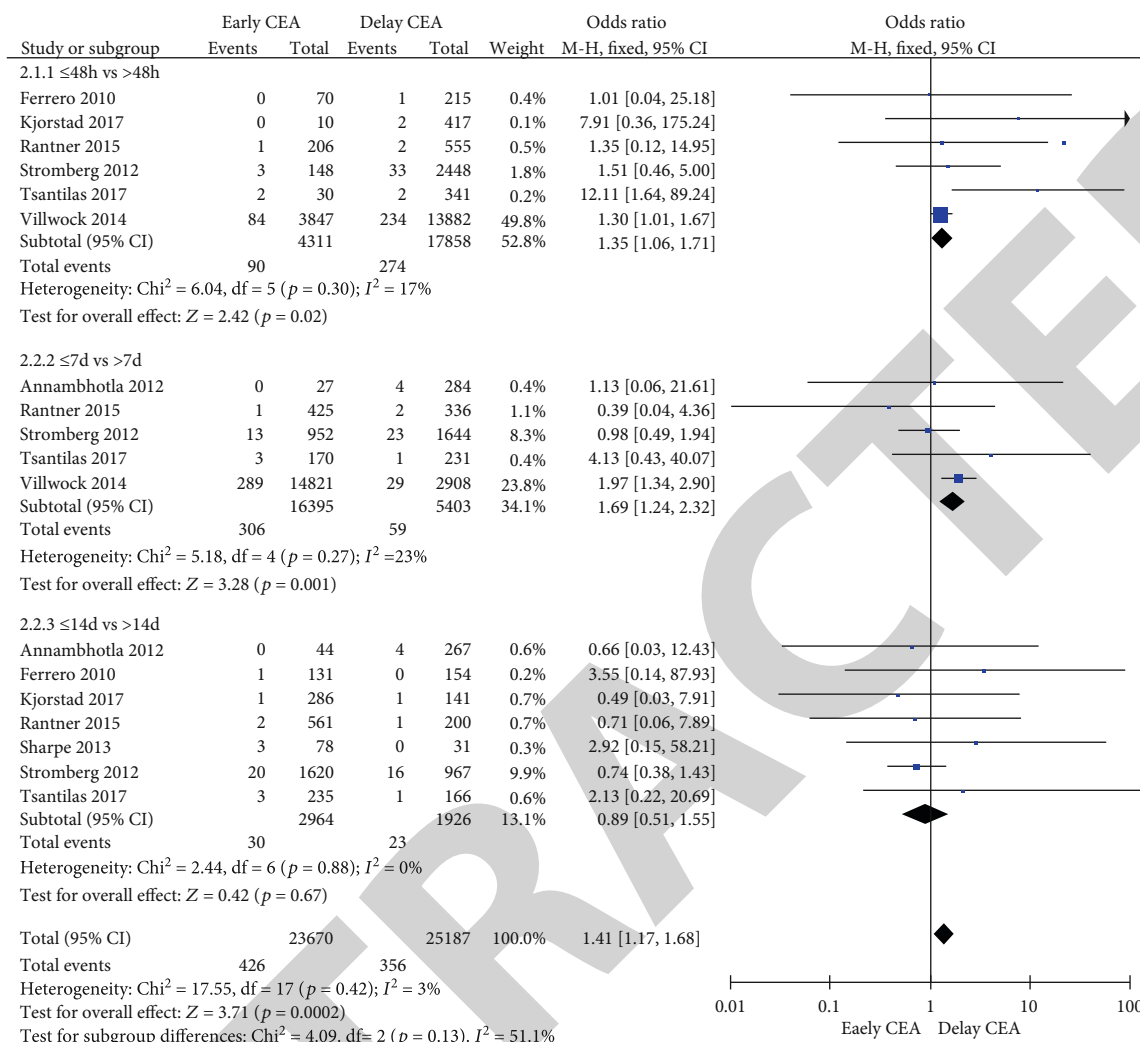 Early CEA Delay CEA Odds ratio Odds ratio
Study or subgroup Events Total Events Total Weight M-H, fixed, 95% CI M-H, fixed, 95% CI
2.1.1 ≤48h vs >48h
Ferrero 2010 0 70 1 215 0.4% 1.01 [0.04, 25.18]
Kjorstad 2017 0 10 2 417 0.1% 7.91 [0.36, 175.24]
Rantner 2015 1 206 2 555 0.5% 1.35 [0.12, 14.95]
Stromberg 2012 3 148 33 2448 1.8% 1.51 [0.46, 5.00]
Tsantilas 2017 2 30 2 341 0.2% 12.11 [1.64, 89.24]
Villwock 2014 84 3847 234 13882 49.8% 1.30 [1.01, 1.67]
Subtotal (95% CI) 4311 17858 52.8% 1.35 [1.06, 1.71]
Total events 90 274
Heterogeneity: Chi² = 6.04, df = 5 (p = 0.30); I² = 17%
Test for overall effect: Z = 2.42 (p = 0.02)
2.2.2 ≤7d vs >7d
Annambhotla 2012 0 27 4 284 0.4% 1.13 [0.06, 21.61]
Rantner 2015 1 425 2 336 1.1% 0.39 [0.04, 4.36]
Stromberg 2012 13 952 23 1644 8.3% 0.98 [0.49, 1.94]
Tsantilas 2017 3 170 1 231 0.4% 4.13 [0.43, 40.07]
Villwock 2014 289 14821 29 2908 23.8% 1.97 [1.34, 2.90]
Subtotal (95% CI) 16395 5403 34.1% 1.69 [1.24, 2.32]
Total events 306 59
Heterogeneity: Chi² = 5.18, df = 4 (p = 0.27); I² =23%
Test for overall effect: Z = 3.28 (p = 0.001)
2.2.3 ≤14d vs >14d
Annambhotla 2012 0 44 4 267 0.6% 0.66 [0.03, 12.43]
Ferrero 2010 1 131 0 154 0.2% 3.55 [0.14, 87.93]
Kjorstad 2017 1 286 1 141 0.7% 0.49 [0.03, 7.91]
Rantner 2015 2 561 1 200 0.7% 0.71 [0.06, 7.89]
Sharpe 2013 3 78 0 31 0.3% 2.92 [0.15, 58.21]
Stromberg 2012 20 1620 16 967 9.9% 0.74 [0.38, 1.43]
Tsantilas 2017 3 235 1 166 0.6% 2.13 [0.22, 20.69]
Subtotal (95% CI) 2964 1926 13.1% 0.89 [0.51, 1.55]
Total events 30 23
Heterogeneity: Chi² = 2.44, df = 6 (p = 0.88); I² = 0%
Test for overall effect: Z = 0.42 (p = 0.67)
Total (95% CI) 23670 25187 100.0% 1.41 [1.17, 1.68]
Total events 426 356
Heterogeneity: Chi² = 17.55, df = 17 (p = 0.42); I² = 3%
Test for overall effect: Z = 3.71 (p = 0.0002)
Test for subgroup differences: Chi² = 4.09, df= 2 (p = 0.13), I² = 51.1%
0.01 0.1 1 10 100
Eaely CEA Delay CEA
TRACTE